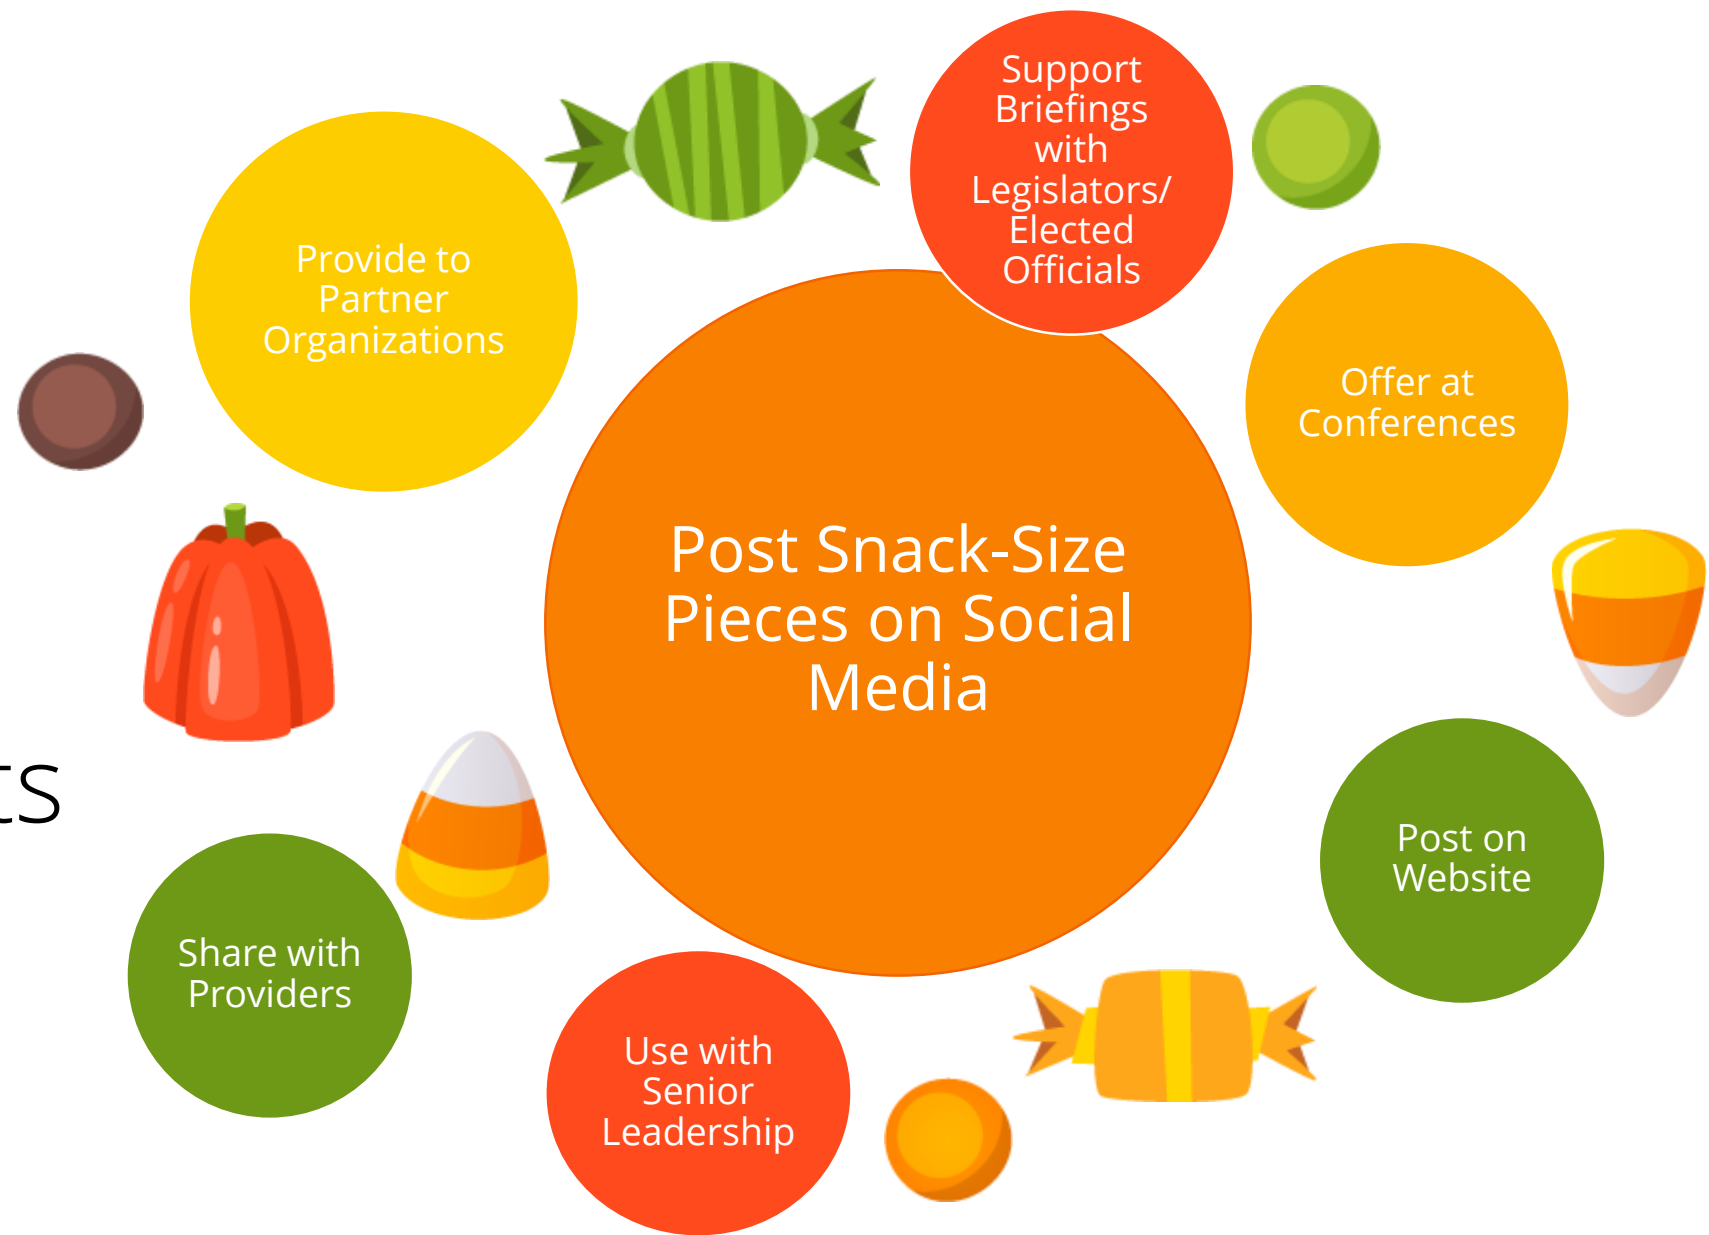 Support
Briefings
with
Legislators/
Elected
Officials
Provide to
Partner
Organizations
Offer at
Conferences
Post Snack-Size
Pieces on Social
Media
Post on
Website
Share with
Providers
Use with
Senior
Leadership